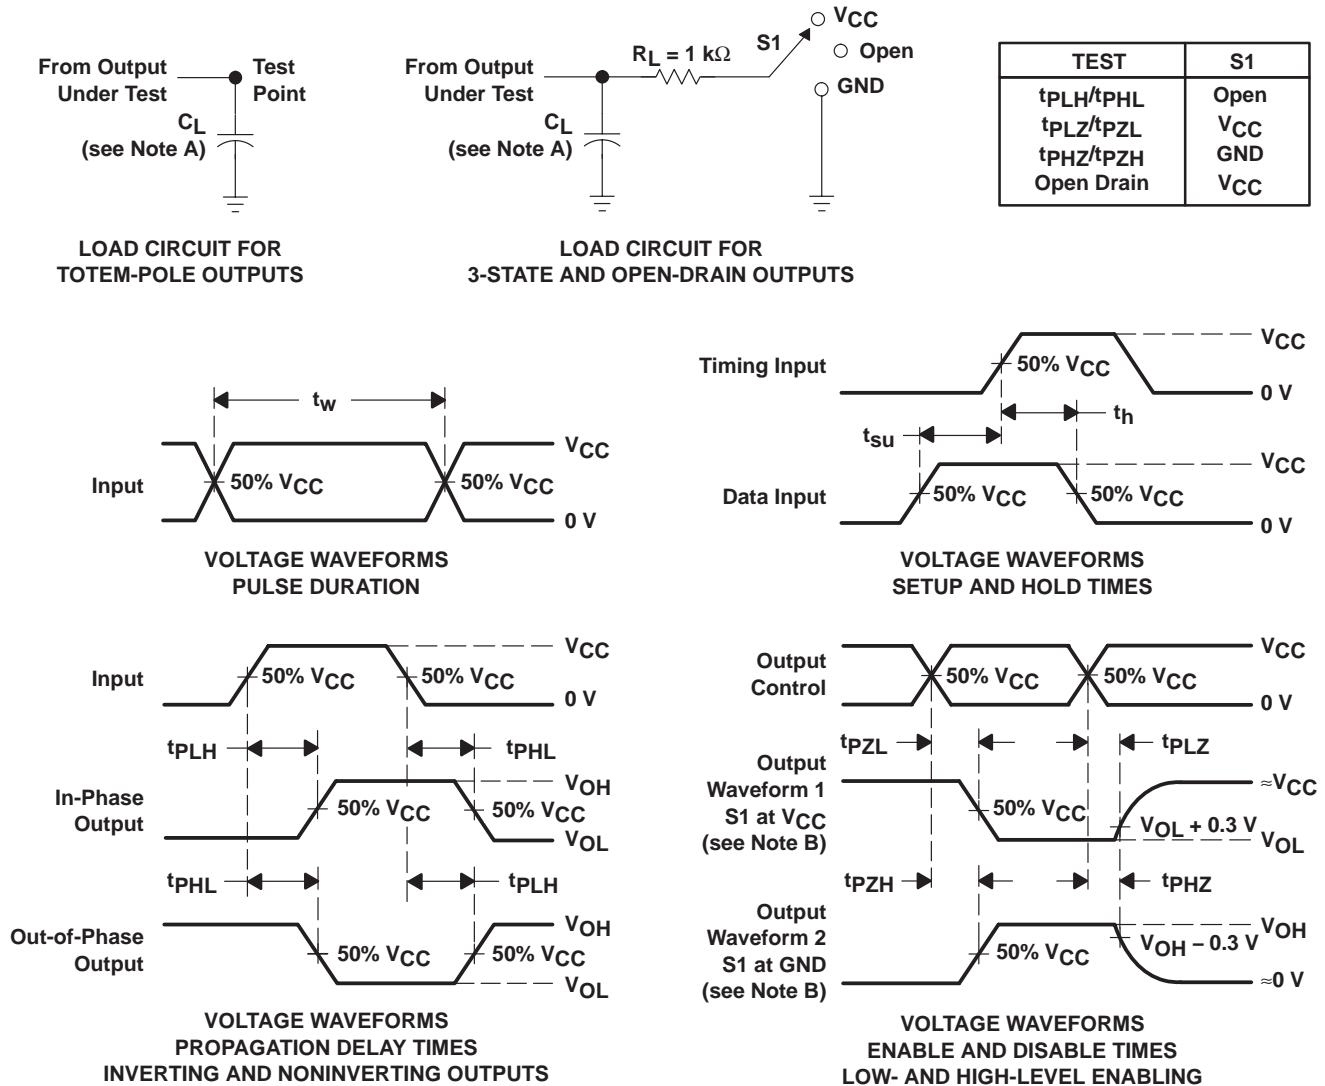 From Output
Under Test
Test
Point
CL
(see Note A)
LOAD CIRCUIT FOR
TOTEM-POLE OUTPUTS
From Output
Under Test
RL = 1 kΩ
S1
VCC
Open
GND
CL
(see Note A)
LOAD CIRCUIT FOR
3-STATE AND OPEN-DRAIN OUTPUTS
TEST S1
tPLH/tPHL Open
tPLZ/tPZL VCC
tPHZ/tPZH GND
Open Drain VCC
tw
Input
50% VCC
50% VCC
VCC
0 V
VOLTAGE WAVEFORMS
PULSE DURATION
Timing Input
50% VCC
VCC
0 V
tsu
th
Data Input
50% VCC
50% VCC
VCC
0 V
VOLTAGE WAVEFORMS
SETUP AND HOLD TIMES
Input
50% VCC
50% VCC
VCC
0 V
tPLH
tPHL
In-Phase
Output
50% VCC
50% VCC
VOH
VOL
tPHL
tPLH
Out-of-Phase
Output
50% VCC
50% VCC
VOH
VOL
VOLTAGE WAVEFORMS
PROPAGATION DELAY TIMES
INVERTING AND NONINVERTING OUTPUTS
Output
Control
50% VCC
50% VCC
VCC
0 V
tPZL
tPLZ
Output
Waveform 1
S1 at VCC
(see Note B)
50% VCC
VOL + 0.3 V
≈VCC
VOL
tPZH
tPHZ
Output
Waveform 2
S1 at GND
(see Note B)
50% VCC
VOH − 0.3 V
VOH
≈0 V
VOLTAGE WAVEFORMS
ENABLE AND DISABLE TIMES
LOW- AND HIGH-LEVEL ENABLING